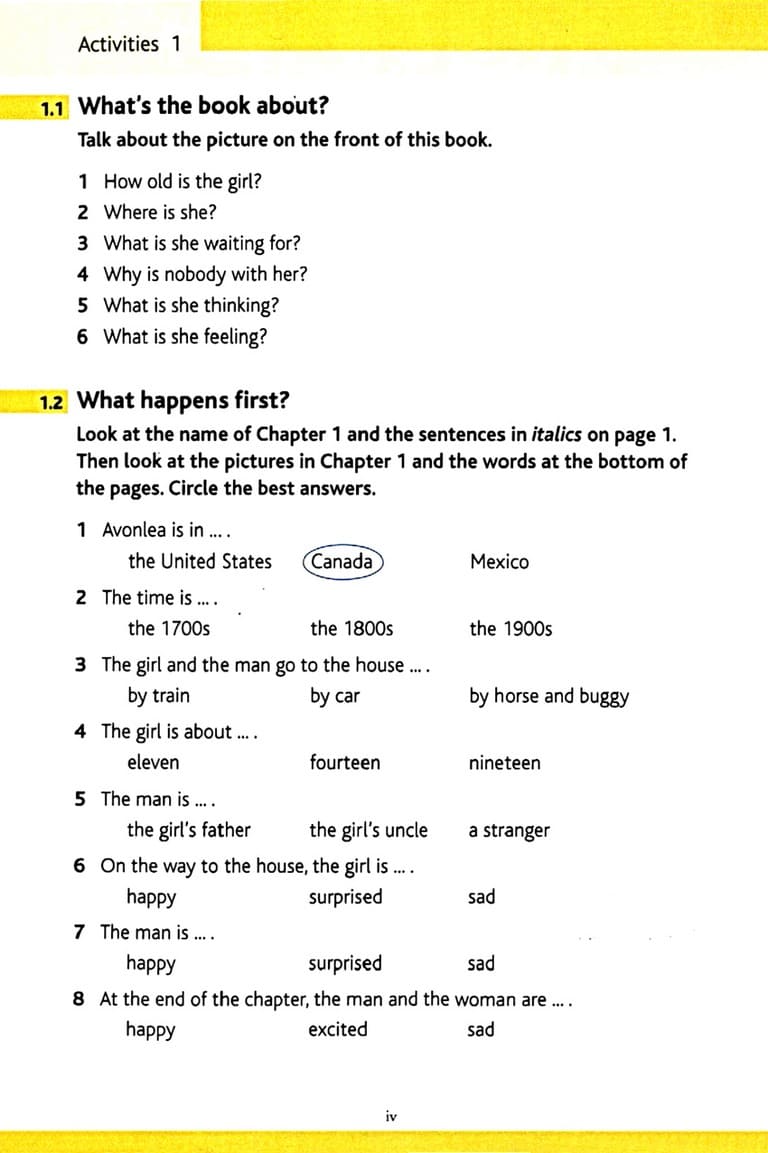 Activities 1
1.1 What's the book about?
Talk about the picture on the front of this book.
1 How old is the girl?
2 Where is she?
3 What is she waiting for?
4 Why is nobody with her?
5 What is she thinking?
6 What is she feeling?
1.2 What happens first?
Look at the name of Chapter 1 and the sentences in italics on page 1.
Then look at the pictures in Chapter 1 and the words at the bottom of
the pages. Circle the best answers.
1 Avonlea is in ... .
the United States Canada Mexico
2 The time is ... .
the 1700s the 1800s the 1900s
3 The girl and the man go to the house ... .
by train by car by horse and buggy
4 The girl is about ... .
eleven fourteen nineteen
5 The man is ... .
the girl's father the girl's uncle a stranger
6 On the way to the house, the girl is ... .
happy surprised sad
7 The man is ... .
happy surprised sad
8 At the end of the chapter, the man and the woman are ... .
happy excited sad
iv